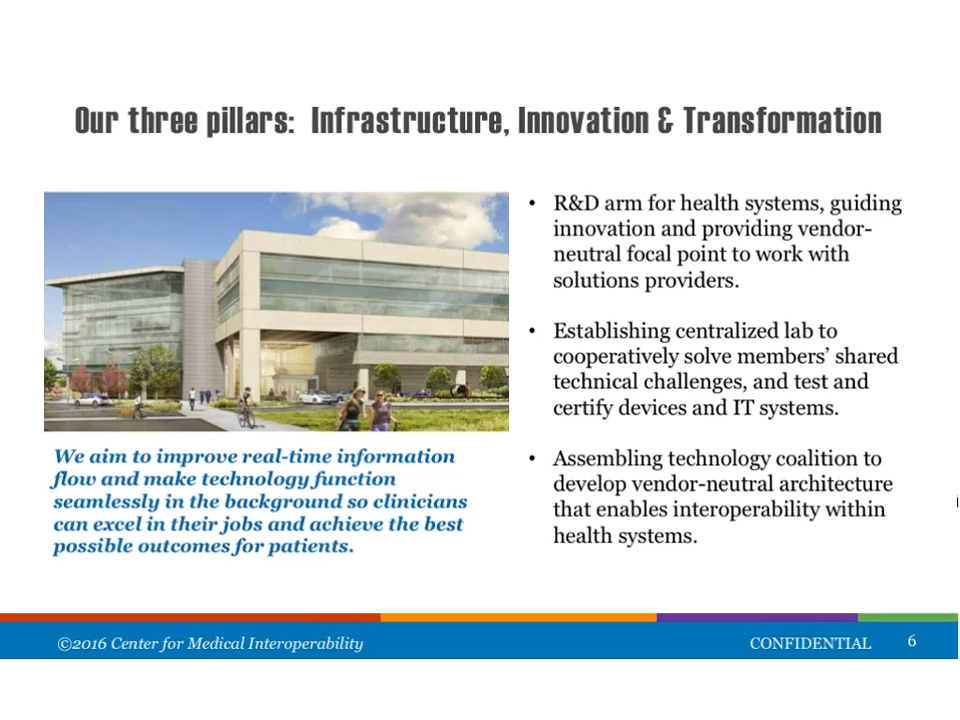 Our three pillars: Infrastructure, Innovation & Transformation
• R&D arm for health systems, guiding
innovation and providing vendor-
neutral focal point to work with
solutions providers.
• Establishing centralized lab to
cooperatively solve members’ shared
technical challenges, and test and
certify devices and IT systems.
• Assembling technology coalition to
develop vendor-neutral architecture
that enables interoperability within
health systems.
We aim to improve real-time information
flow and make technology function
seamlessly in the background so clinicians
can excel in their jobs and achieve the best
possible outcomes for patients.
©2016 Center for Medical Interoperability
CONFIDENTIAL 6